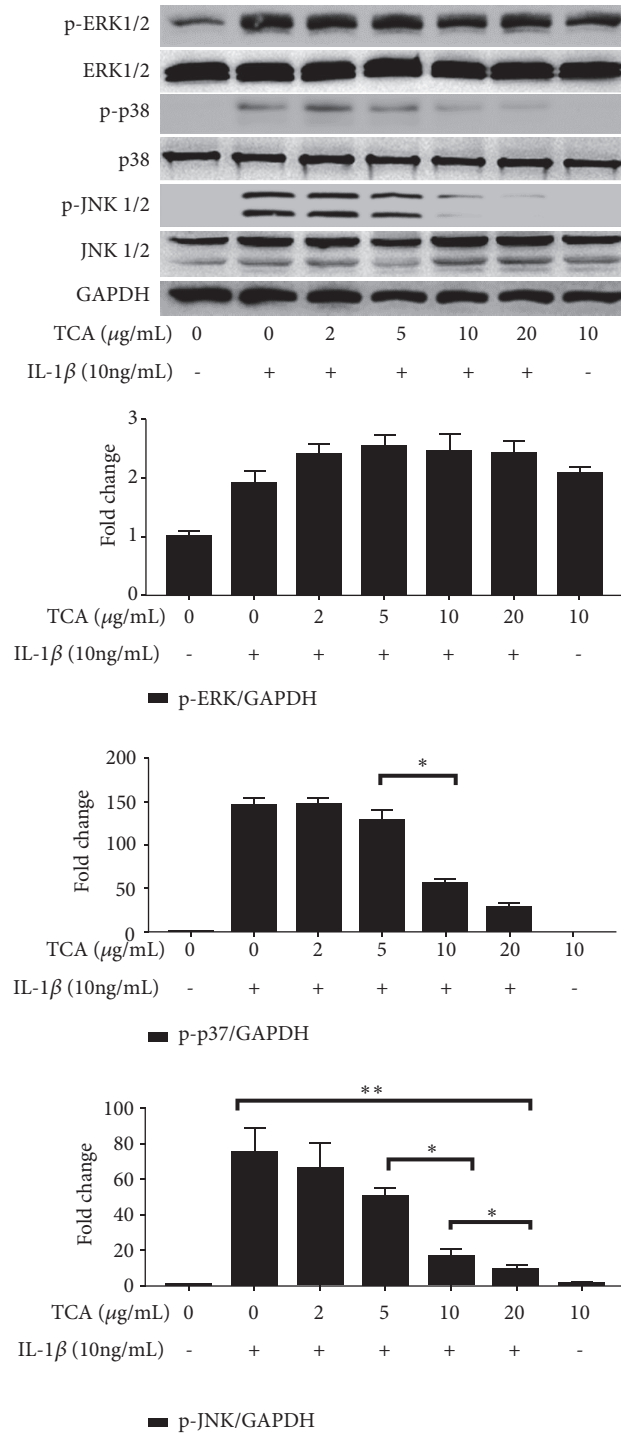 p-ERK1/2
ERK1/2
p-p38
p38
p-JNK 1/2
JNK 1/2
GAPDH
TCA (μg/mL) 0 0 2 5 10 20 10
IL-1β (10ng/mL) - + + + + + -
3
2
1
0
Fold change
TCA (μg/mL) 0 0 2 5 10 20 10
IL-1β (10ng/mL) - + + + + + -
p-ERK/GAPDH
200
150
100
50
0
Fold change
*
TCA (μg/mL) 0 0 2 5 10 20 10
IL-1β (10ng/mL) - + + + + + -
p-p37/GAPDH
100
80
60
40
20
0
Fold change
**
*
*
TCA (μg/mL) 0 0 2 5 10 20 10
IL-1β (10ng/mL) - + + + + + -
p-JNK/GAPDH